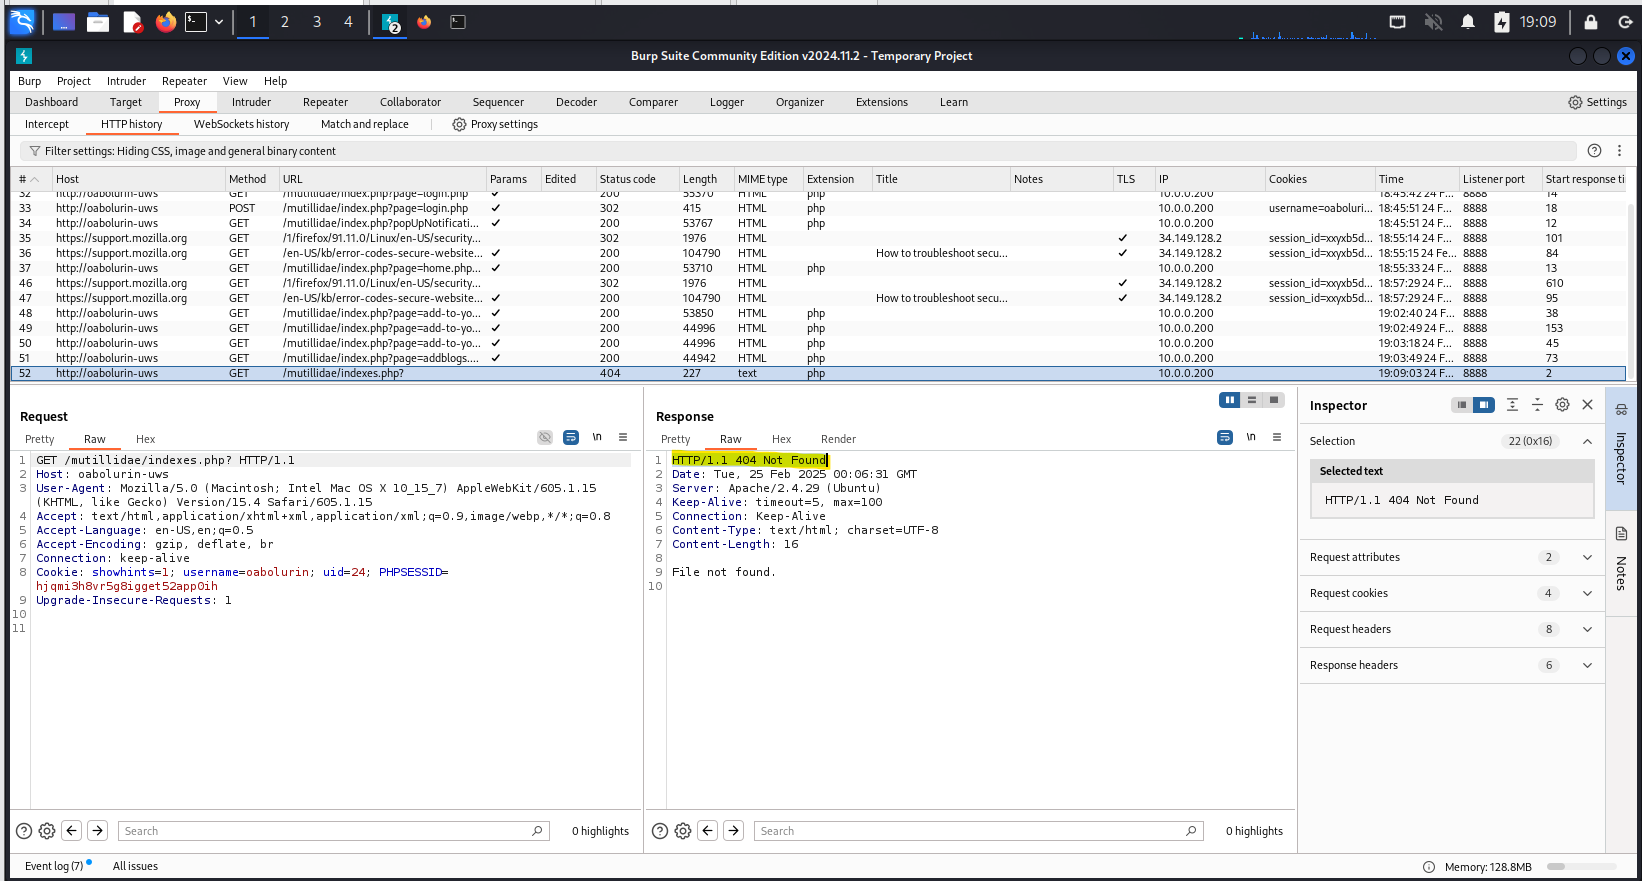 1 2 3 4 2 19:09
Burp Suite Community Edition v2024.11.2 - Temporary Project
Burp Project Intruder Repeater View Help
Dashboard Target Proxy Intruder Repeater Collaborator Sequencer Decoder Comparer Logger Organizer Extensions Learn Settings
Intercept HTTP history WebSockets history Match and replace Proxy settings
Filter settings: Hiding CSS, image and general binary content
# Host Method URL Params Edited Status code Length MIME type Extension Title Notes TLS IP Cookies Time Listener port Start response ti
32 http://oabolurin-uws GET /mutillidae/index.php?page=login.php ✓ 200 53370 HTML php 10.0.0.200 18:45:42 24 F... 8888 14
33 http://oabolurin-uws POST /mutillidae/index.php?page=login.php ✓ 302 415 HTML php 10.0.0.200 username=oaboluri... 18:45:51 24 F... 8888 18
34 http://oabolurin-uws GET /mutillidae/index.php?popUpNotificati... ✓ 200 53767 HTML php 10.0.0.200 18:45:51 24 F... 8888 12
35 https://support.mozilla.org GET /1/firefox/91.11.0/Linux/en-US/security... 302 1976 HTML ✓ 34.149.128.2 session_id=xxyxb5d... 18:55:14 24 F... 8888 101
36 https://support.mozilla.org GET /en-US/kb/error-codes-secure-website... ✓ 200 104790 HTML How to troubleshoot secu... ✓ 34.149.128.2 session_id=xxyxb5d... 18:55:15 24 Fe... 8888 84
37 http://oabolurin-uws GET /mutillidae/index.php?page=home.php... ✓ 200 53710 HTML php 10.0.0.200 18:55:33 24 F... 8888 13
46 https://support.mozilla.org GET /1/firefox/91.11.0/Linux/en-US/security... 302 1976 HTML ✓ 34.149.128.2 session_id=xxyxb5d... 18:57:29 24 F... 8888 610
47 https://support.mozilla.org GET /en-US/kb/error-codes-secure-website... ✓ 200 104790 HTML How to troubleshoot secu... ✓ 34.149.128.2 session_id=xxyxb5d... 18:57:29 24 F... 8888 95
48 http://oabolurin-uws GET /mutillidae/index.php?page=add-to-yo... ✓ 200 53850 HTML php 10.0.0.200 19:02:40 24 F... 8888 38
49 http://oabolurin-uws GET /mutillidae/index.php?page=add-to-yo... ✓ 200 44996 HTML php 10.0.0.200 19:02:49 24 F... 8888 153
50 http://oabolurin-uws GET /mutillidae/index.php?page=add-to-yo... ✓ 200 44996 HTML php 10.0.0.200 19:03:18 24 F... 8888 45
51 http://oabolurin-uws GET /mutillidae/index.php?page=addblogs.... ✓ 200 44942 HTML php 10.0.0.200 19:03:49 24 F... 8888 73
52 http://oabolurin-uws GET /mutillidae/indexes.php? 404 227 text php 10.0.0.200 19:09:03 24 F... 8888 2
Request
Pretty Raw Hex \n
1 GET /mutillidae/indexes.php? HTTP/1.1
2 Host: oabolurin-uws
3 User-Agent: Mozilla/5.0 (Macintosh; Intel Mac OS X 10_15_7) AppleWebKit/605.1.15
(KHTML, like Gecko) Version/15.4 Safari/605.1.15
4 Accept: text/html,application/xhtml+xml,application/xml;q=0.9,image/webp,*/*;q=0.8
5 Accept-Language: en-US,en;q=0.5
6 Accept-Encoding: gzip, deflate, br
7 Connection: keep-alive
8 Cookie: showhints=1; username=oabolurin; uid=24; PHPSESSID=
hjqmi3h8vr5g8igget52app0ih
9 Upgrade-Insecure-Requests: 1
10
11
Search 0 highlights
Response
Pretty Raw Hex Render \n
1 HTTP/1.1 404 Not Found
2 Date: Tue, 25 Feb 2025 00:06:31 GMT
3 Server: Apache/2.4.29 (Ubuntu)
4 Keep-Alive: timeout=5, max=100
5 Connection: Keep-Alive
6 Content-Type: text/html; charset=UTF-8
7 Content-Length: 16
8
9 File not found.
10
Search 0 highlights
Inspector
Selection 22 (0x16)
Selected text
HTTP/1.1 404 Not Found
Request attributes 2
Request cookies 4
Request headers 8
Response headers 6
Inspector
Notes
Event log (7) All issues Memory: 128.8MB